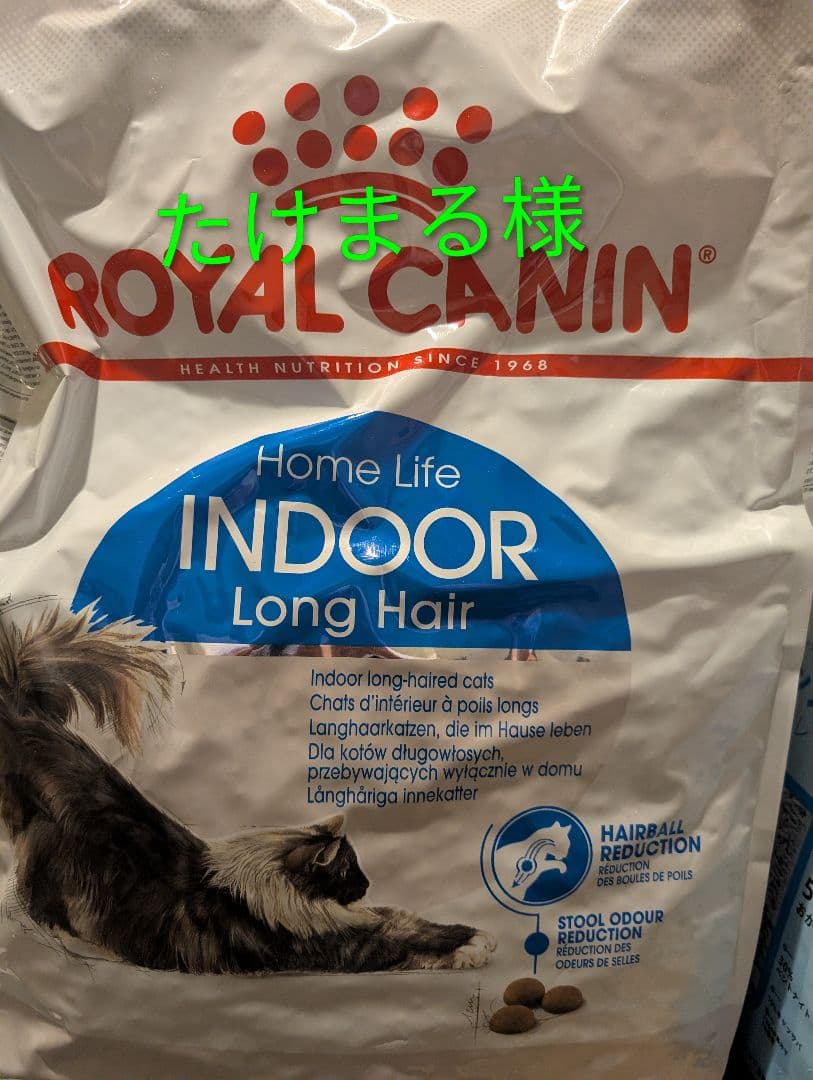 たけまる様
ROYAL CANIN®
HEALTH NUTRITION SINCE 1968
Home Life
INDOOR
Long Hair
Indoor long-haired cats
Chats d'intérieur à poils longs
Langhaarkatzen, die im Hause leben
Dla kotów długowłosych,
przebywających wyłącznie w domu
Långhåriga innekatter
HAIRBALL
REDUCTION
RÉDUCTION
DES BOULES DE POILS
STOOL ODOUR
REDUCTION
RÉDUCTION DES
ODEURS DE SELLES